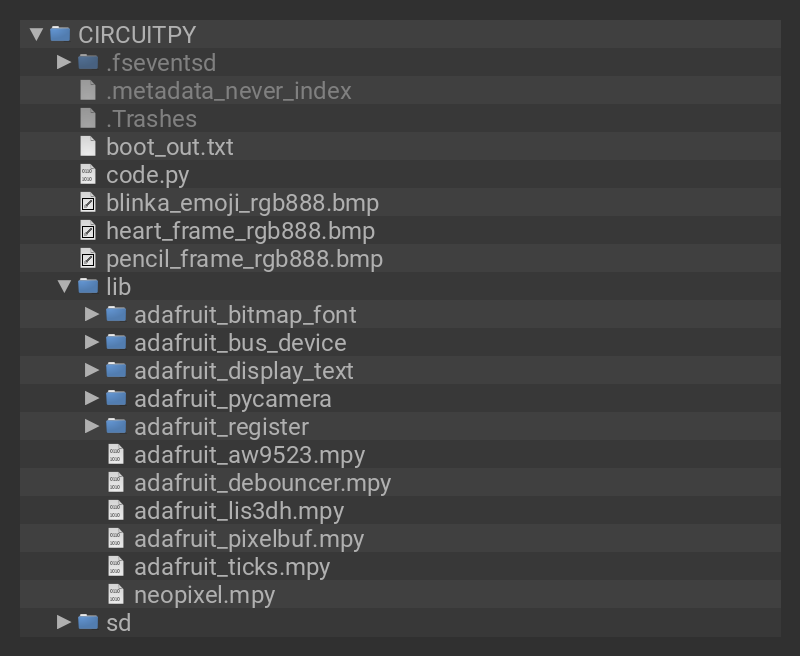 CIRCUITPY
.fseventsd
.metadata_never_index
.Trashes
boot_out.txt
code.py
blinka_emoji_rgb888.bmp
heart_frame_rgb888.bmp
pencil_frame_rgb888.bmp
lib
adafruit_bitmap_font
adafruit_bus_device
adafruit_display_text
adafruit_pycamera
adafruit_register
adafruit_aw9523.mpy
adafruit_debouncer.mpy
adafruit_lis3dh.mpy
adafruit_pixelbuf.mpy
adafruit_ticks.mpy
neopixel.mpy
sd